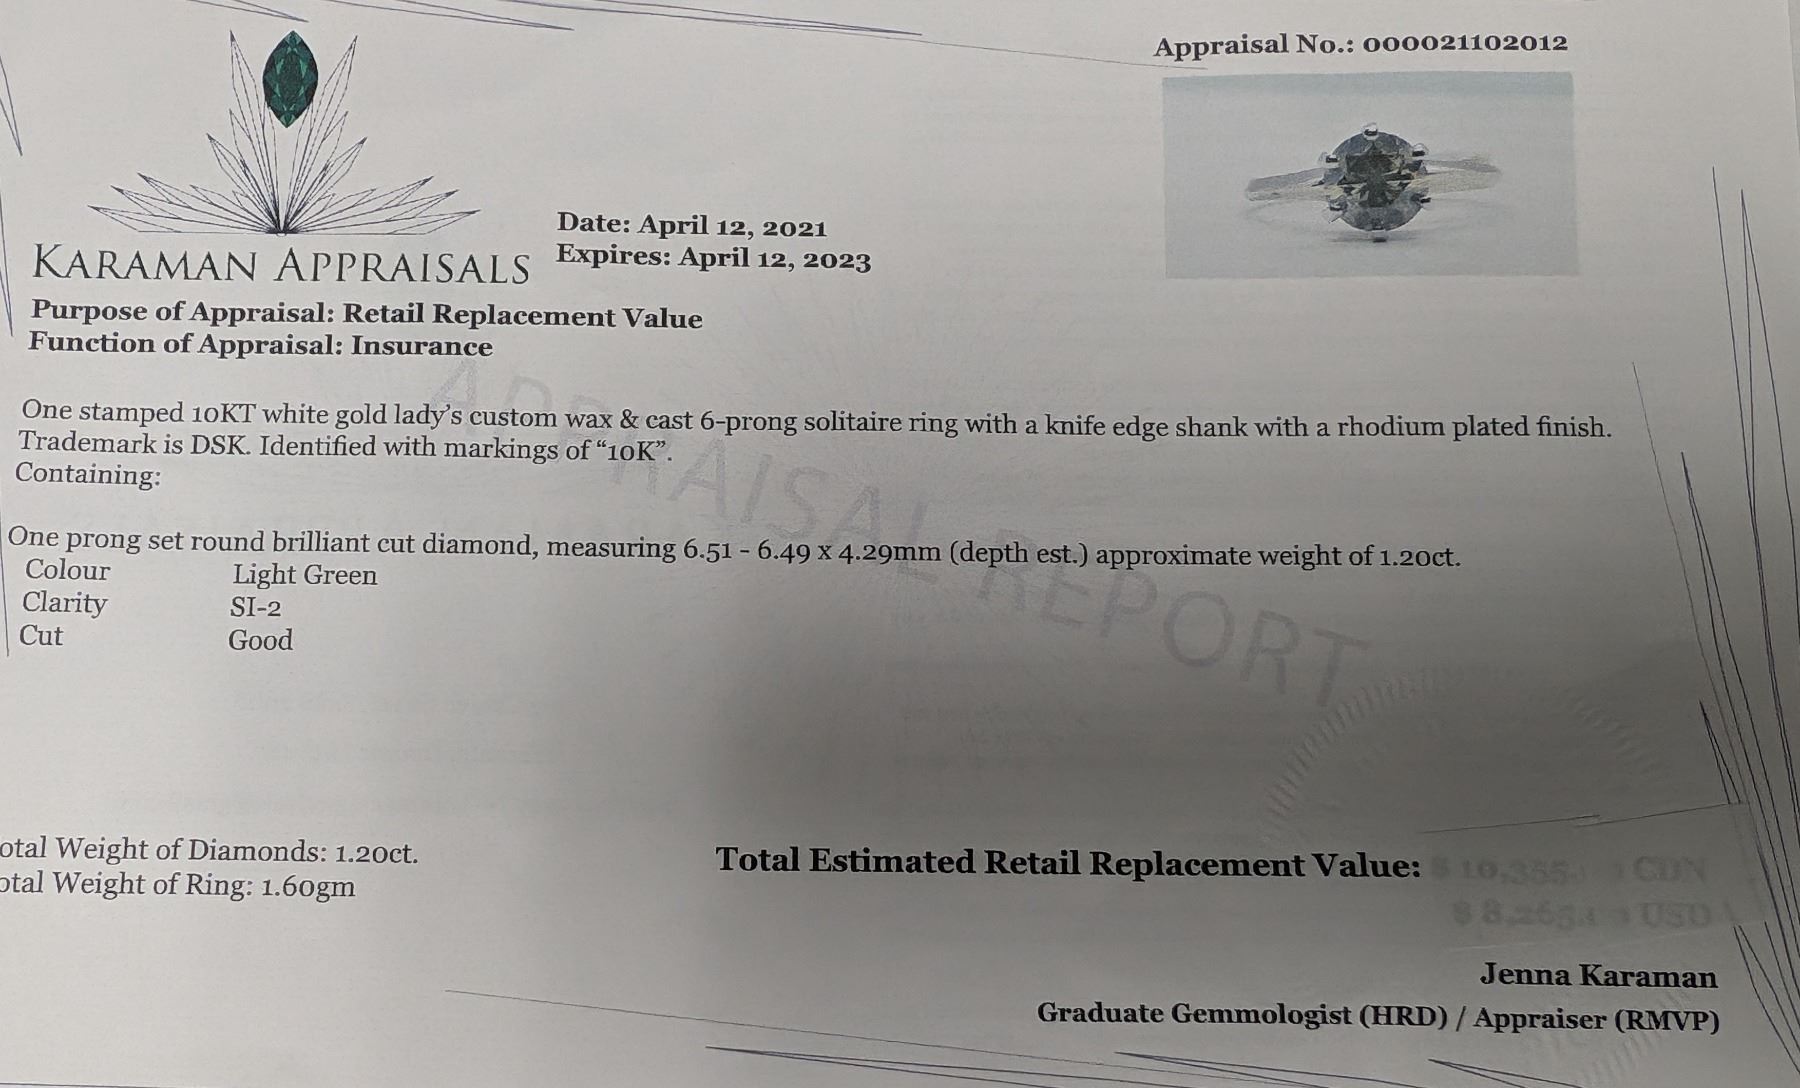 Appraisal No.: 000021102012
KARAMAN APPRAISALS
Date: April 12, 2021
Expires: April 12, 2023
Purpose of Appraisal: Retail Replacement Value
Function of Appraisal: Insurance
APPRAISAL REPORT
One stamped 10KT white gold lady's custom wax & cast 6-prong solitaire ring with a knife edge shank with a rhodium plated finish.
Trademark is DSK. Identified with markings of “10K”.
Containing:
One prong set round brilliant cut diamond, measuring 6.51 - 6.49 x 4.29mm (depth est.) approximate weight of 1.20ct.
Colour Light Green
Clarity SI-2
Cut Good
otal Weight of Diamonds: 1.20ct.
otal Weight of Ring: 1.60gm
Total Estimated Retail Replacement Value: $ CDN
$ USD
Jenna Karaman
Graduate Gemmologist (HRD) / Appraiser (RMVP)